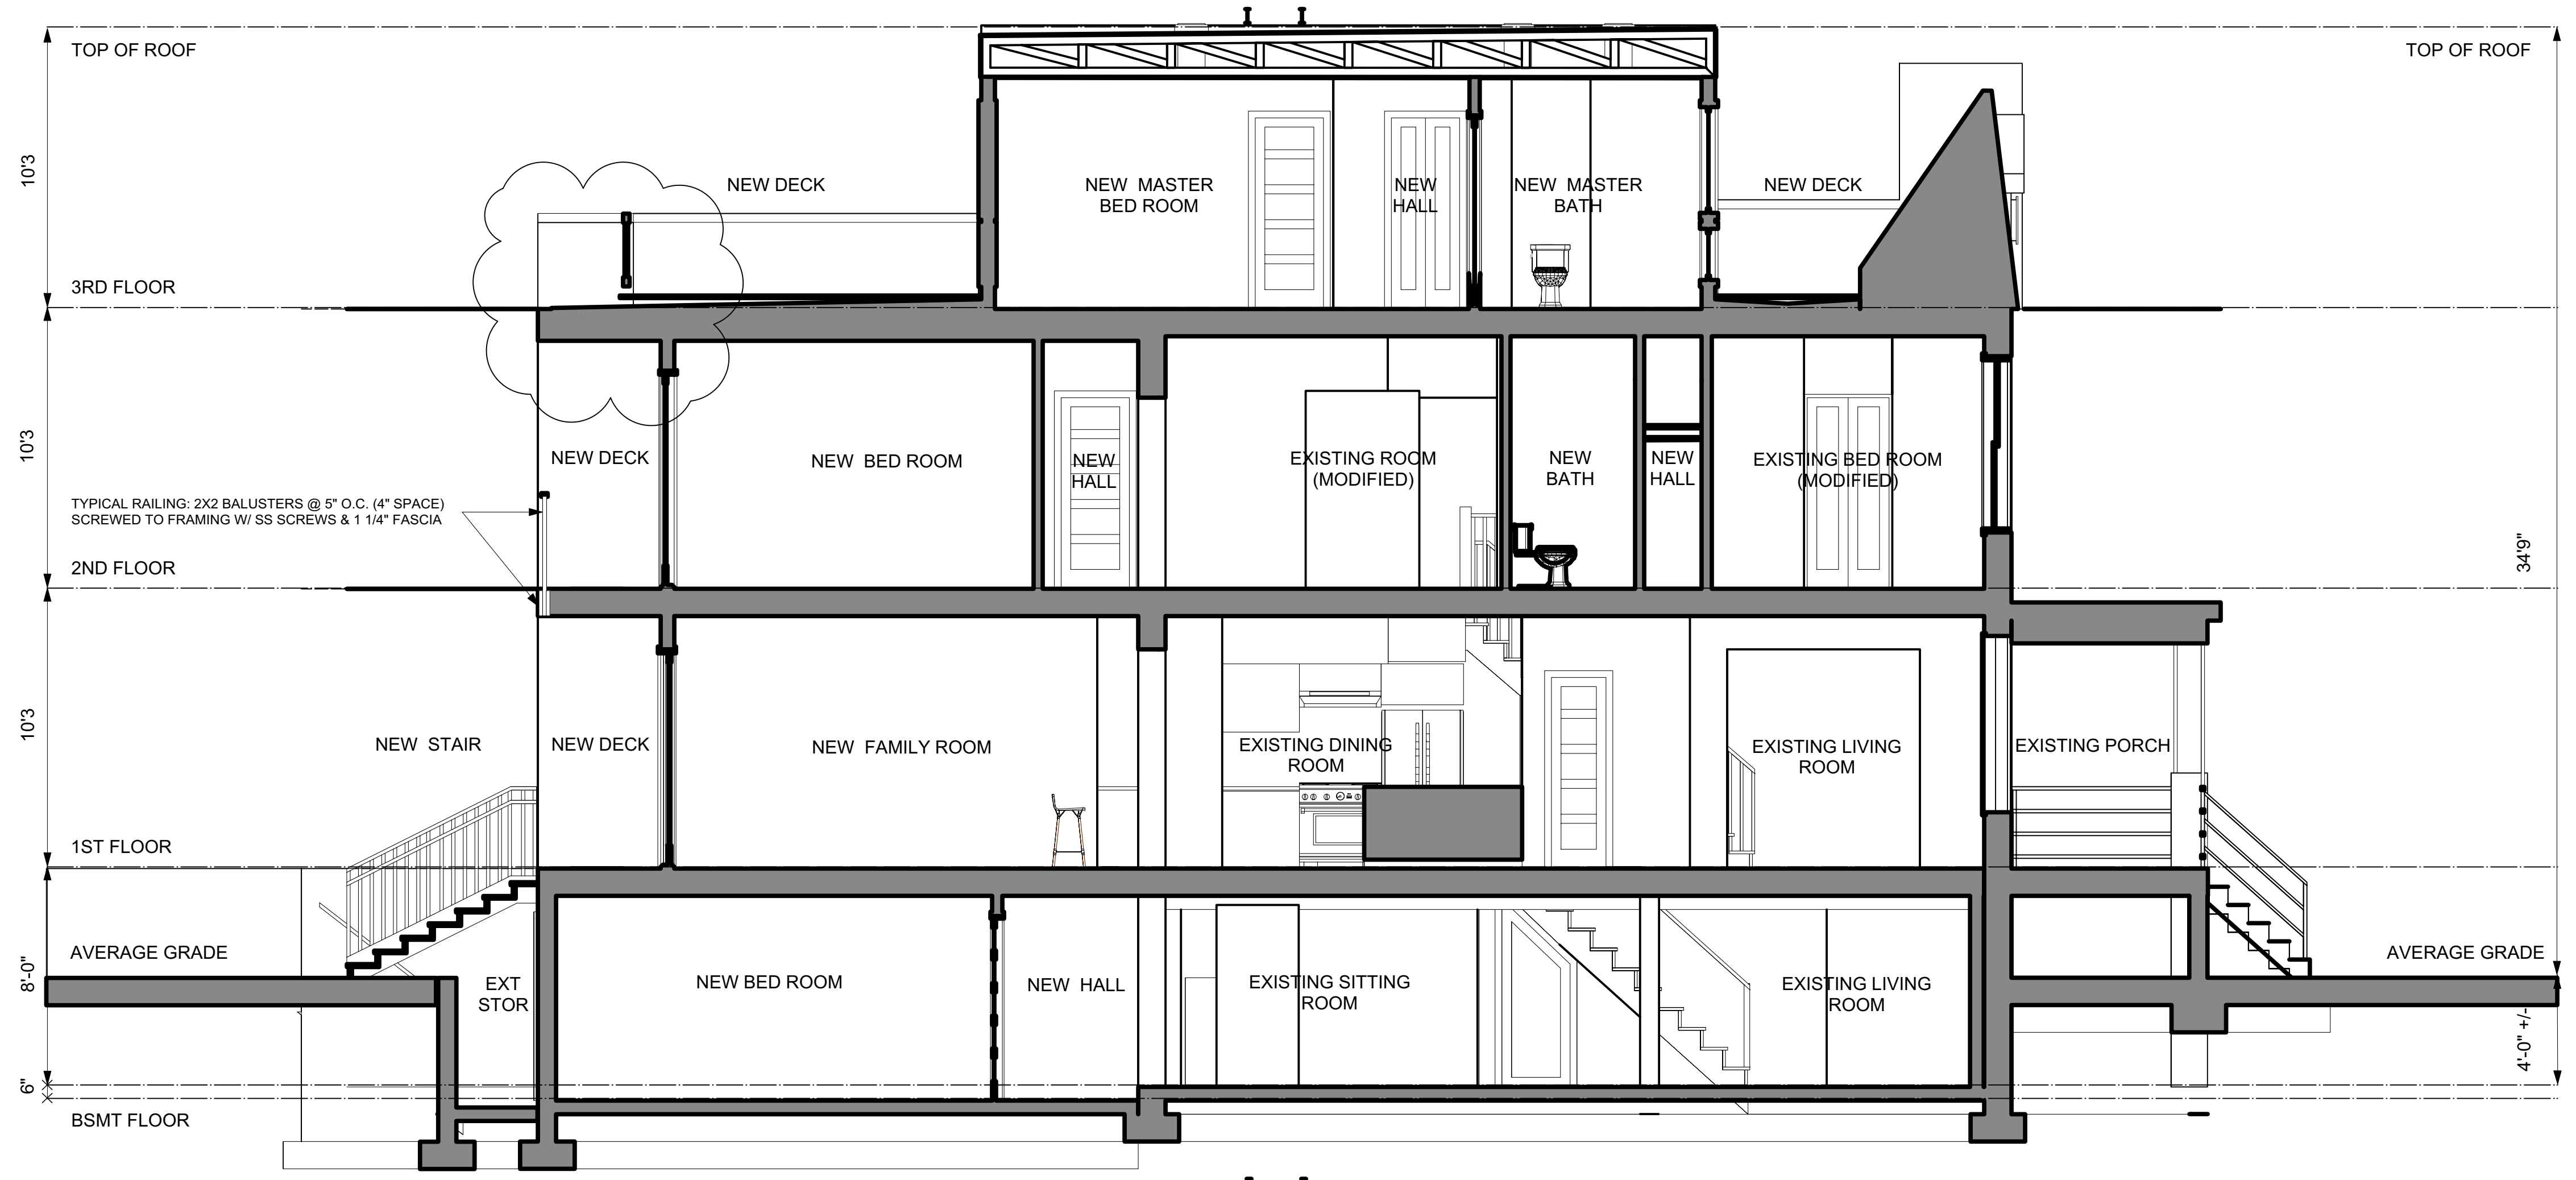 TOP OF ROOF
TOP OF ROOF
10'3
NEW DECK
NEW MASTER
BED ROOM
NEW
HALL
NEW MASTER
BATH
NEW DECK
3RD FLOOR
10'3
NEW DECK
NEW BED ROOM
NEW
HALL
EXISTING ROOM
(MODIFIED)
NEW
BATH
NEW
HALL
EXISTING BED ROOM
(MODIFIED)
TYPICAL RAILING: 2X2 BALUSTERS @ 5" O.C. (4" SPACE)
SCREWED TO FRAMING W/ SS SCREWS & 1 1/4" FASCIA
34'9"
2ND FLOOR
10'3
NEW STAIR
NEW DECK
NEW FAMILY ROOM
EXISTING DINING
ROOM
EXISTING LIVING
ROOM
EXISTING PORCH
1ST FLOOR
AVERAGE GRADE
AVERAGE GRADE
8'-0"
EXT
STOR
NEW BED ROOM
NEW HALL
EXISTING SITTING
ROOM
EXISTING LIVING
ROOM
4'-0" +/-
6"
BSMT FLOOR